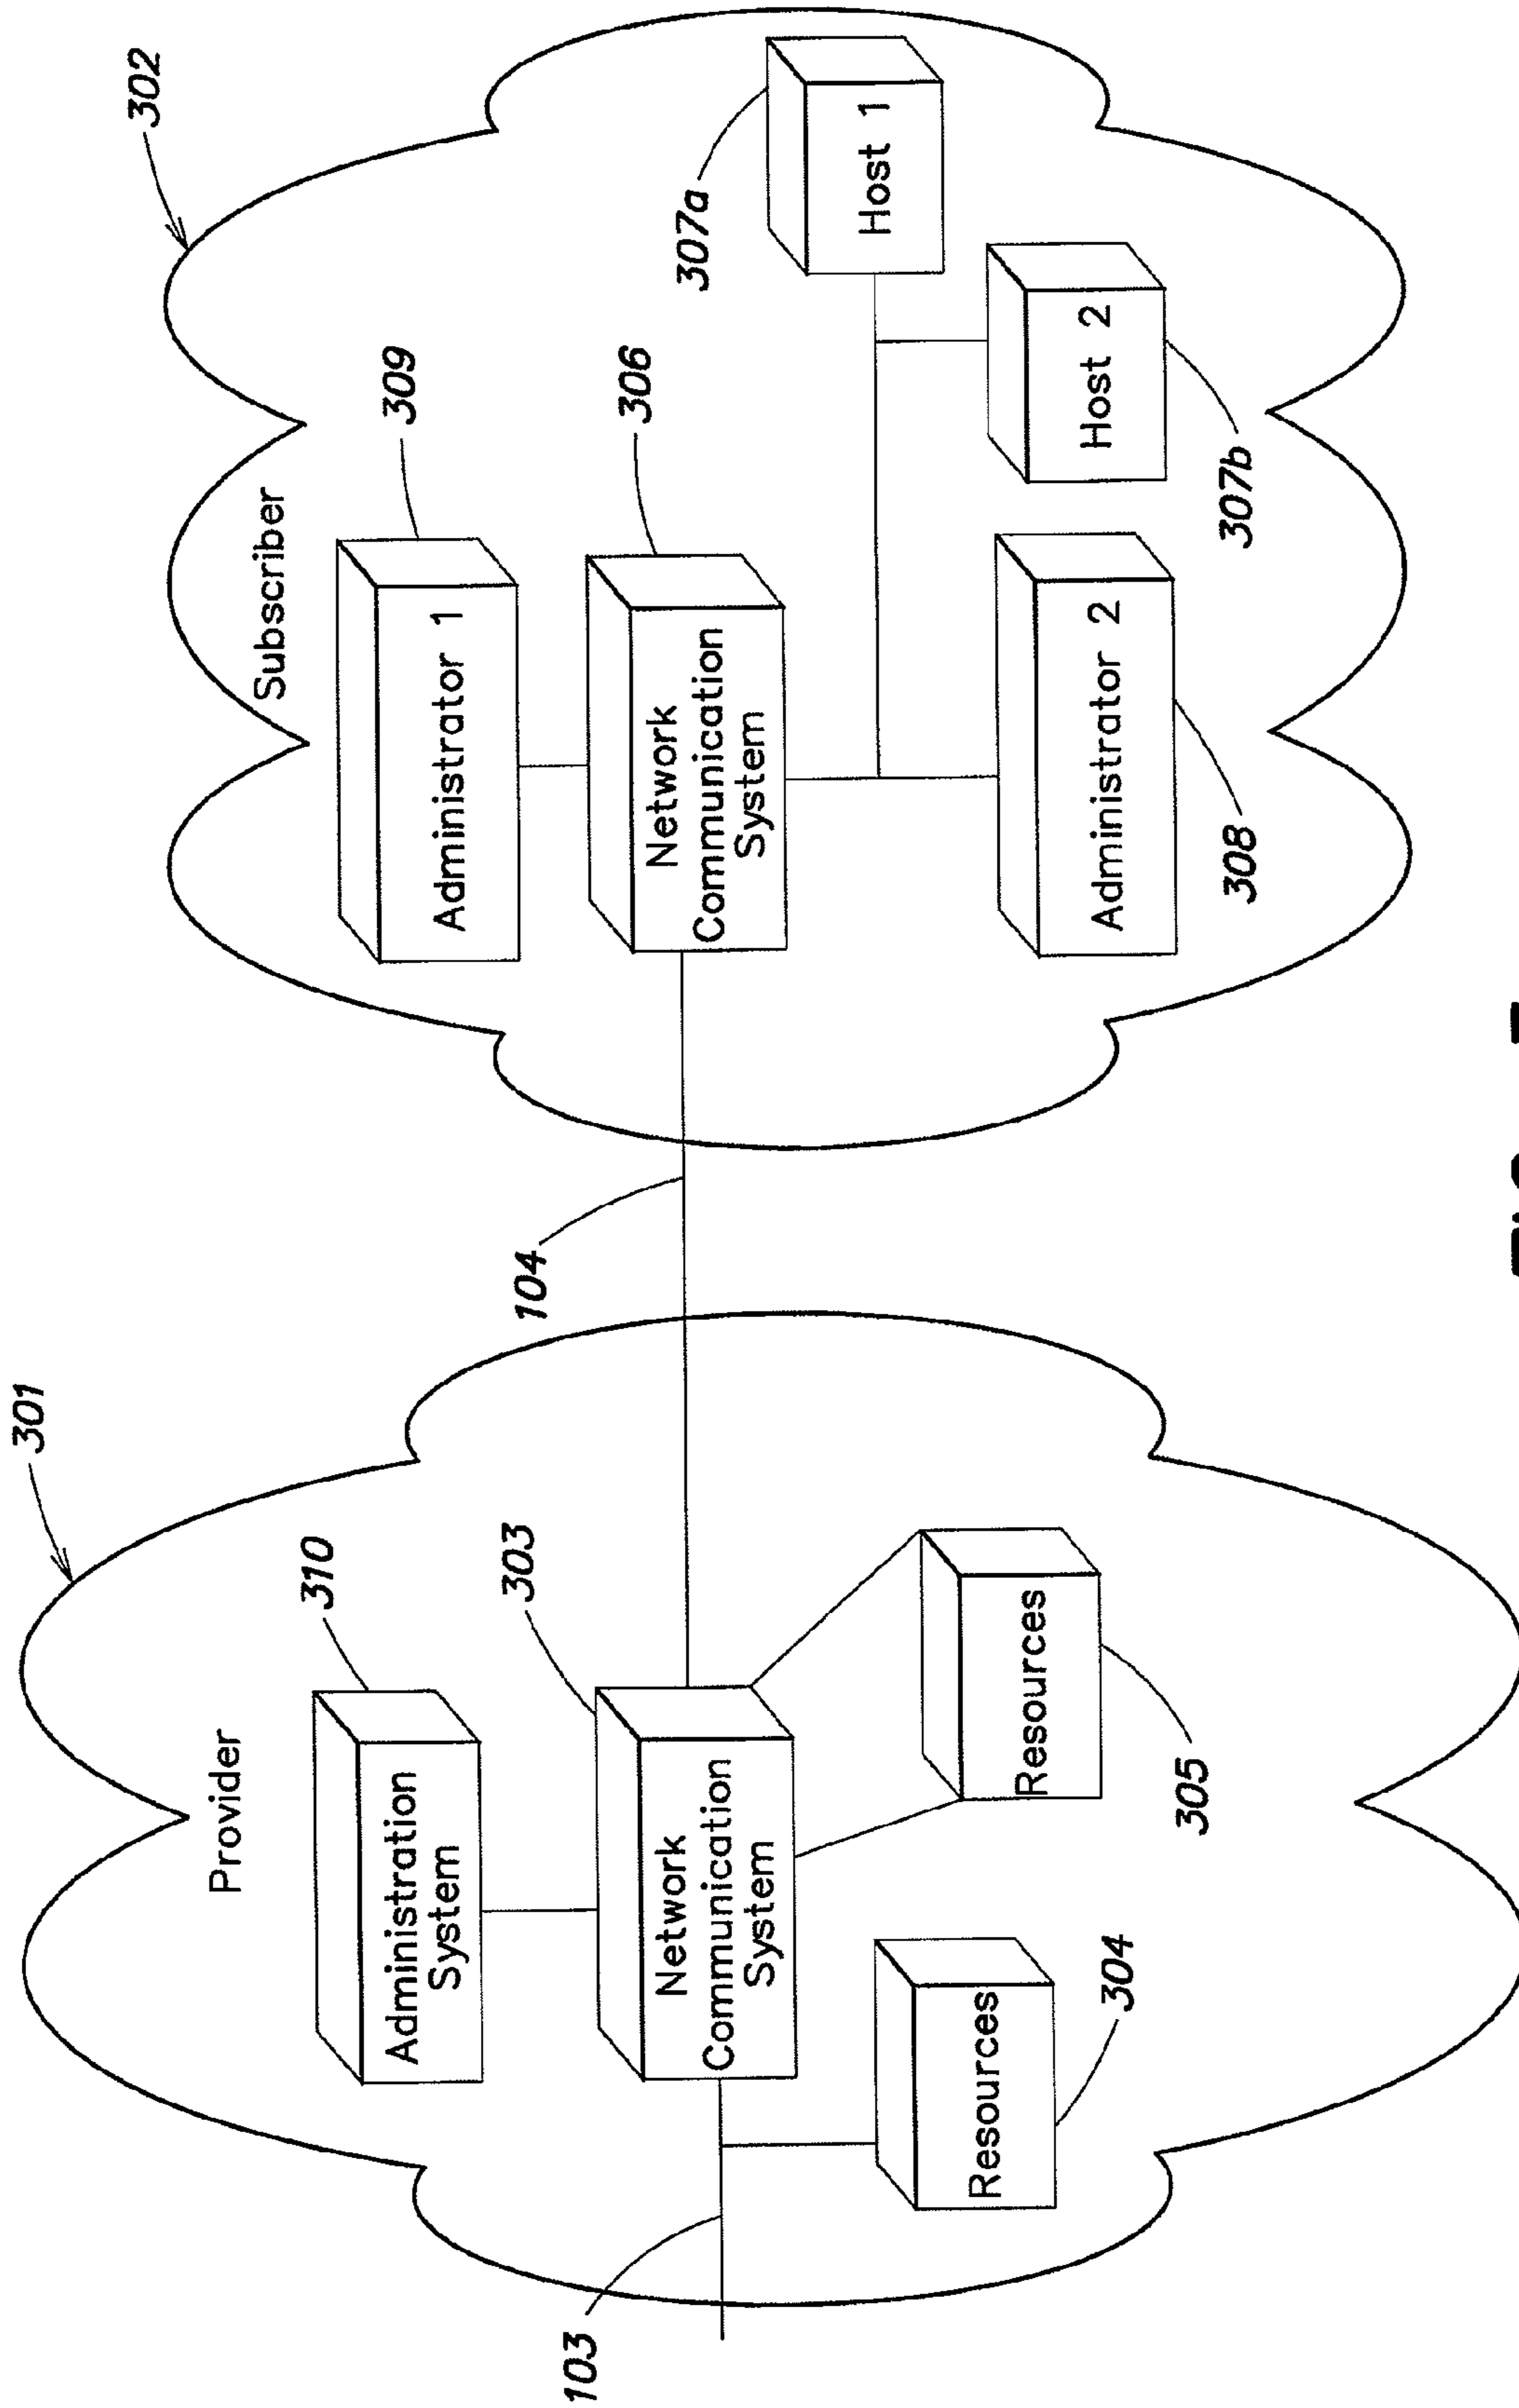 301
Provider
310
Administration
System
303
Network
Communication
System
103
Resources
304
Resources
305
104
302
Subscriber
309
Administrator 1
306
Network
Communication
System
307a
Host 1
Host 2
307b
Administrator 2
308